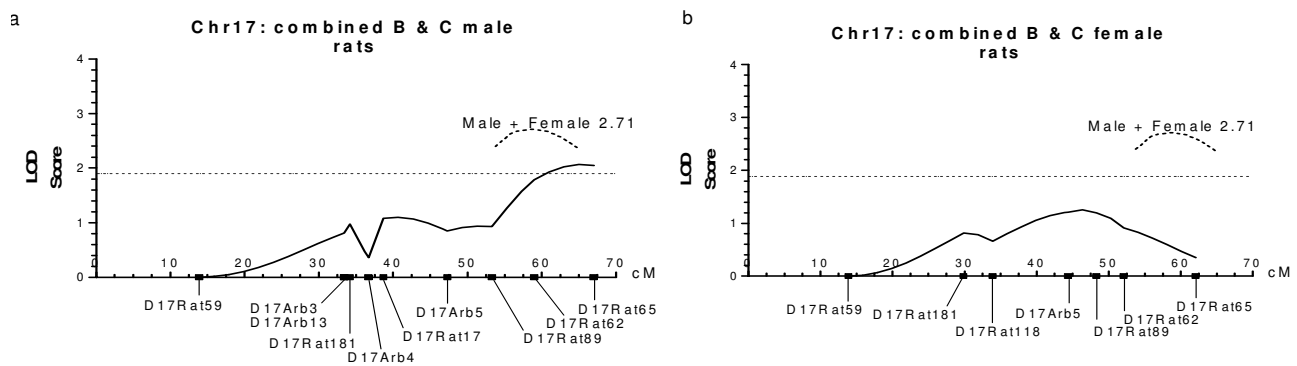 a
Chr17: combined B & C male
rats
4
3
2
1
0
LOD
Score
Male + Female 2.71
0 10 20 30 40 50 60 70 cM
D17Rat59
D17Arb3
D17Arb13
D17Rat181
D17Arb4
D17Rat17
D17Arb5
D17Rat65
D17Rat62
D17Rat89
b
Chr17: combined B & C female
rats
4
3
2
1
0
LOD
Score
Male + Female 2.71
0 10 20 30 40 50 60 70 cM
D17Rat59
D17Rat181
D17Rat118
D17Arb5
D17Rat89
D17Rat62
D17Rat65